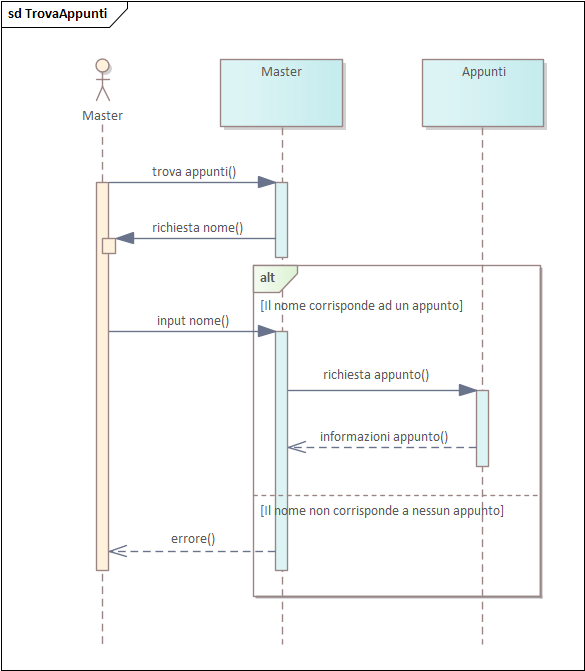 sd TrovaAppunti
Master
Appunti
Master
trova appunti()
richiesta nome()
alt
[Il nome corrisponde ad un appunto]
input nome()
richiesta appunto()
informazioni appunto()
[Il nome non corrisponde a nessun appunto]
errore()